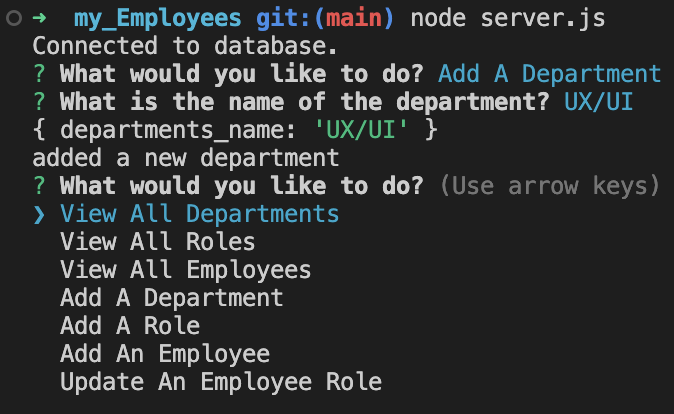 ➜ my_Employees git:(main) node server.js
Connected to database.
? What would you like to do? Add A Department
? What is the name of the department? UX/UI
{ departments_name: 'UX/UI' }
added a new department
? What would you like to do? (Use arrow keys)
❯ View All Departments
View All Roles
View All Employees
Add A Department
Add A Role
Add An Employee
Update An Employee Role